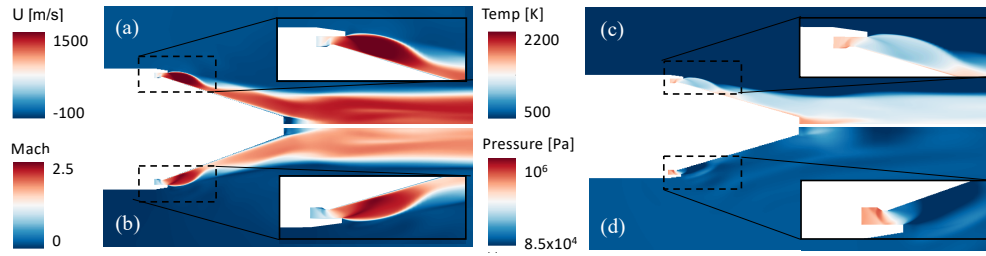 U [m/s]
1500
-100
(a)
Mach
2.5
0
(b)
Temp [K]
2200
500
(c)
Pressure [Pa]
10⁶
8.5x10⁴
(d)